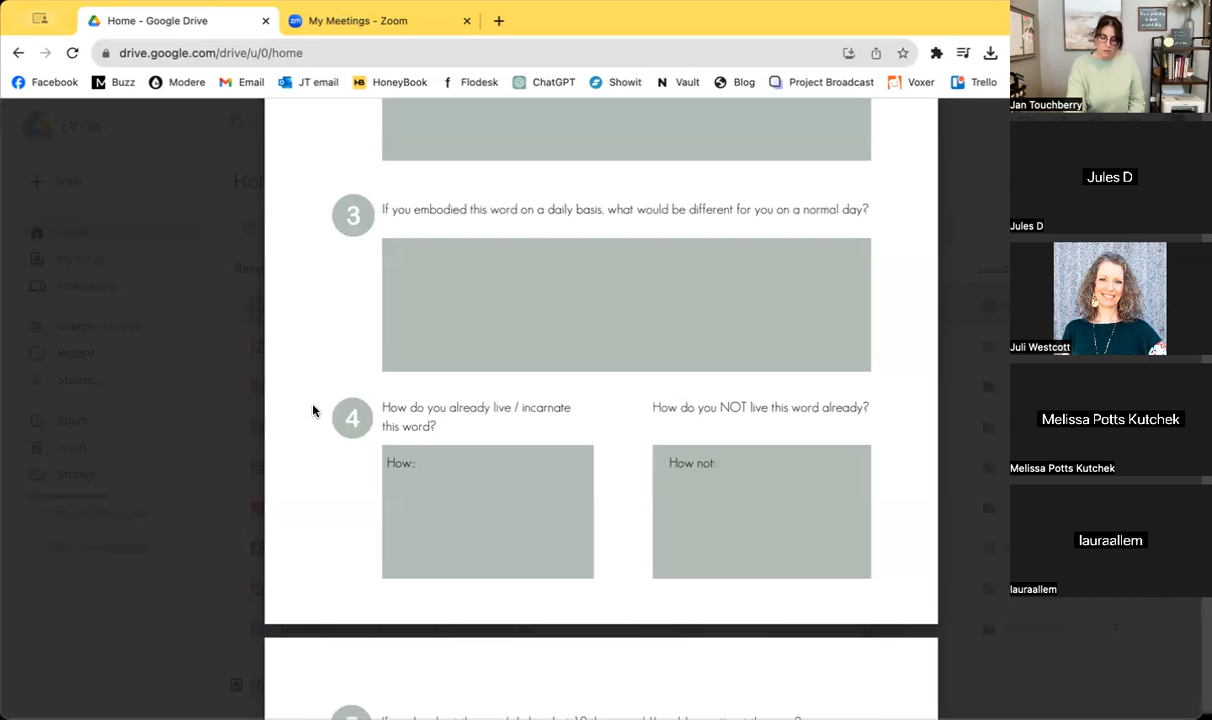 Home - Google Drive
My Meetings - Zoom
drive.google.com/drive/u/0/home
Facebook
Buzz
Modere
Email
JT email
HoneyBook
Flodesk
ChatGPT
Showit
Vault
Blog
Project Broadcast
Voxer
Trello
3
If you embodied this word on a daily basis, what would be different for you on a normal day?
4
How do you already live / incarnate
this word?
How do you NOT live this word already?
How::
How not:
Jan Touchberry
Jules D
Jules D
Juli Westcott
Melissa Potts Kutchek
Melissa Potts Kutchek
lauraallem
lauraallem
Spam
Storage